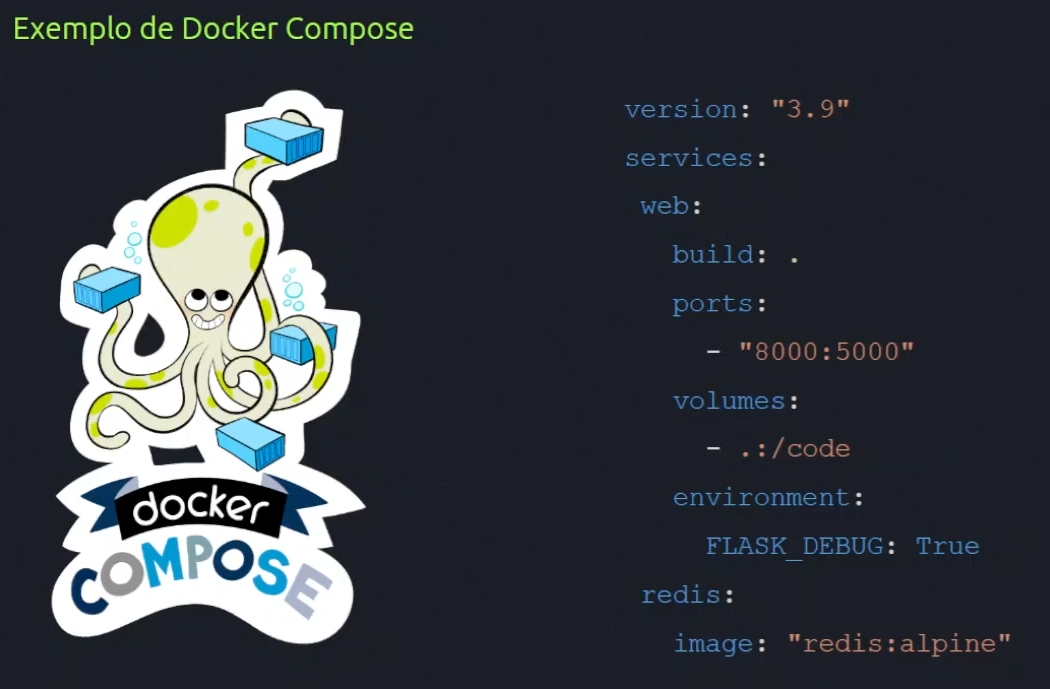 Exemplo de Docker Compose
docker
COMPOSE
version: "3.9"
services:
 web:
   build: .
   ports:
     - "8000:5000"
   volumes:
     - .:/code
   environment:
     FLASK_DEBUG: True
 redis:
   image: "redis:alpine"